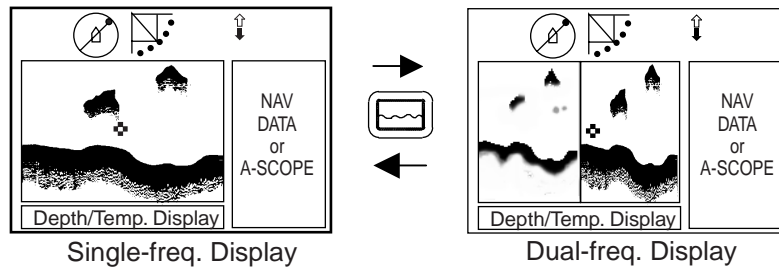 NAV
DATA
or
A-SCOPE
Depth/Temp. Display
Single-freq. Display
NAV
DATA
or
A-SCOPE
Depth/Temp. Display
Dual-freq. Display